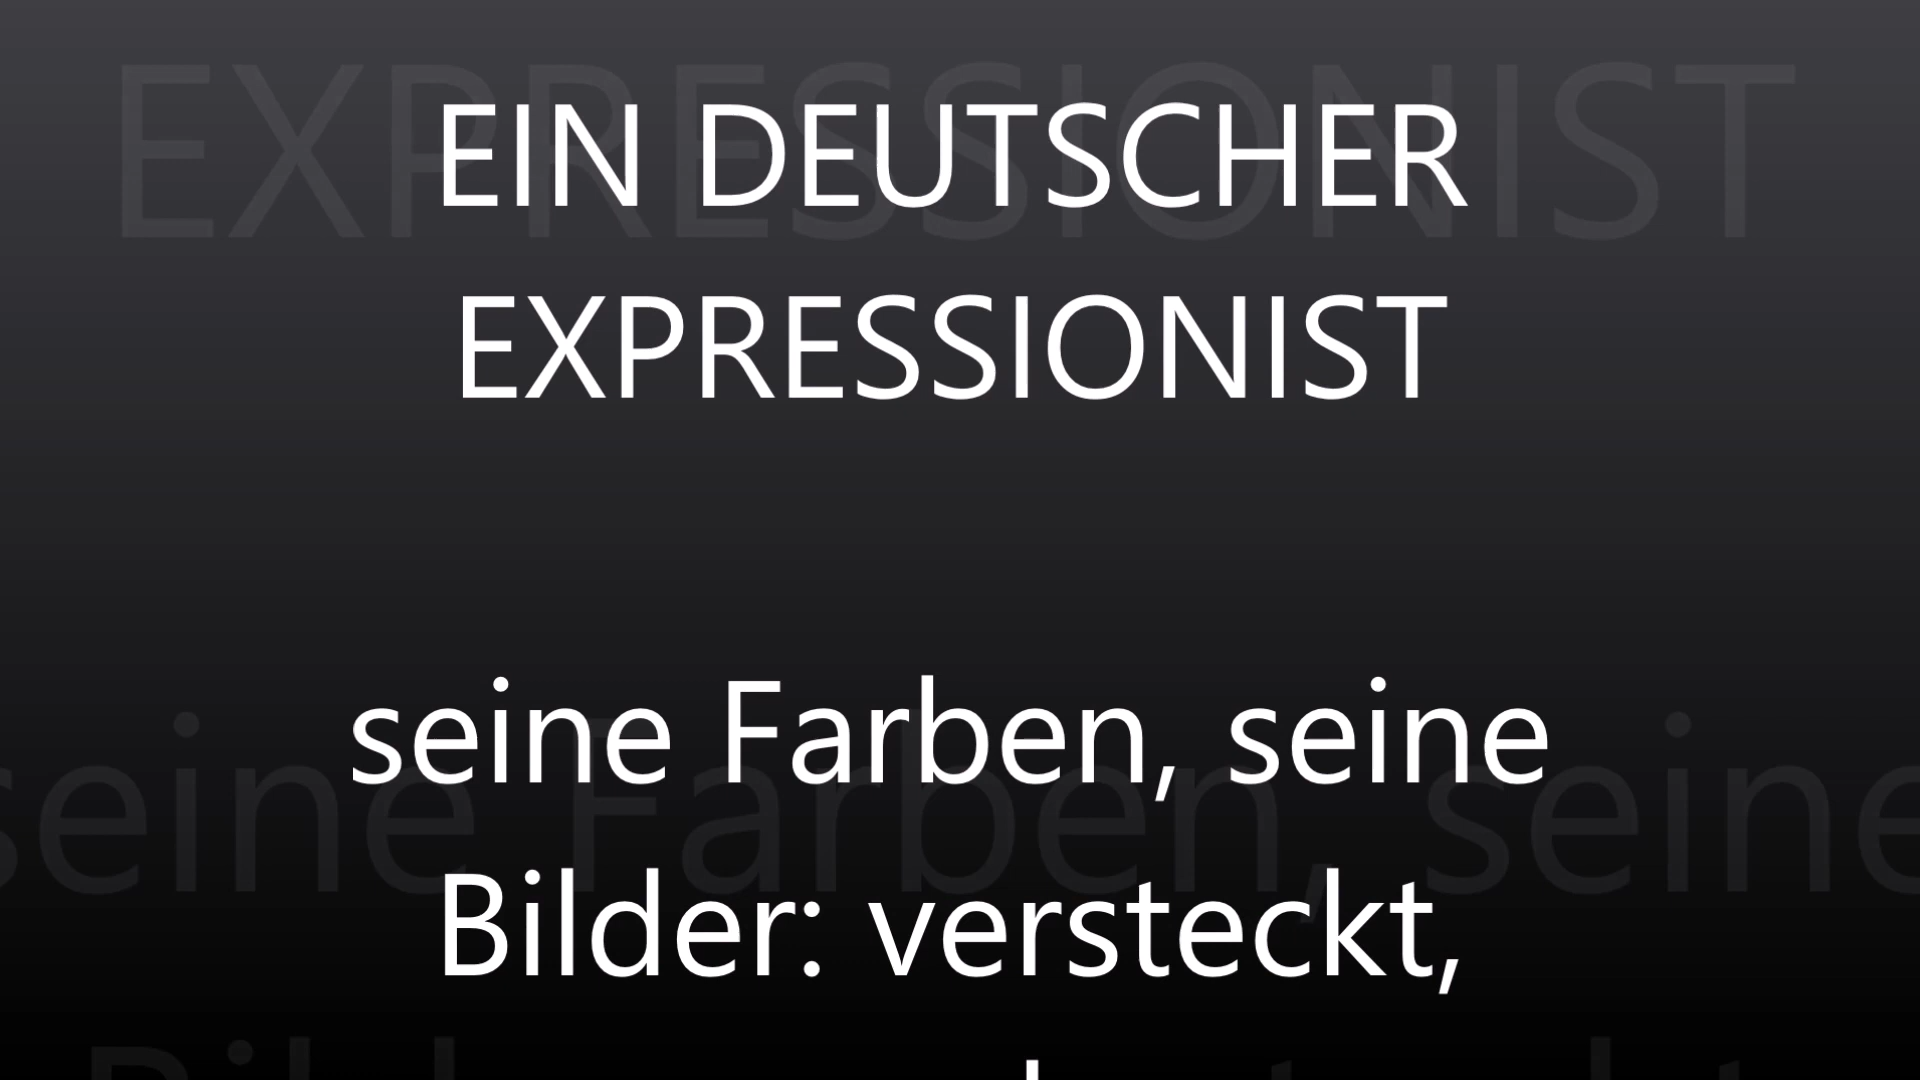 EIN DEUTSCHER
EXPRESSIONIST
seine Farben, seine
Bilder: versteckt,